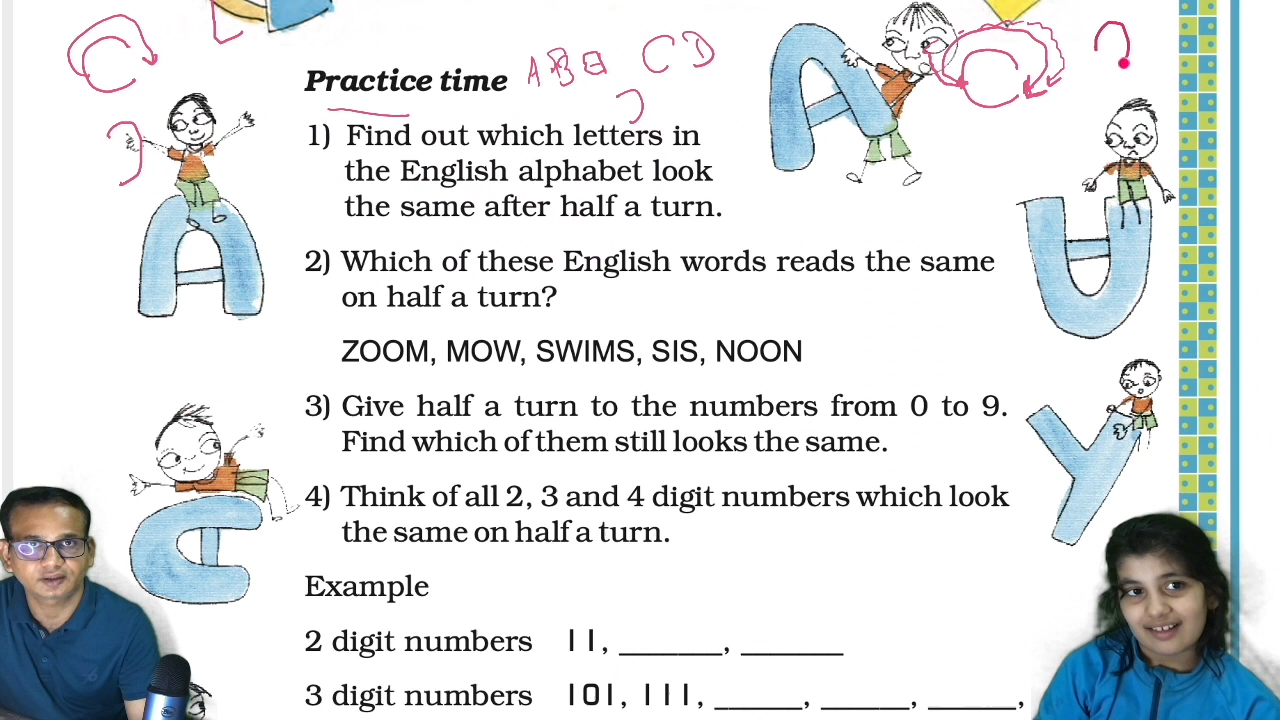 Practice time A B E C D
1) Find out which letters in
the English alphabet look
the same after half a turn.
2) Which of these English words reads the same
on half a turn?
ZOOM, MOW, SWIMS, SIS, NOON
3) Give half a turn to the numbers from 0 to 9.
Find which of them still looks the same.
4) Think of all 2, 3 and 4 digit numbers which look
the same on half a turn.
Example
2 digit numbers 11, _______, _______
3 digit numbers 101, 111, ______, ______, ______,